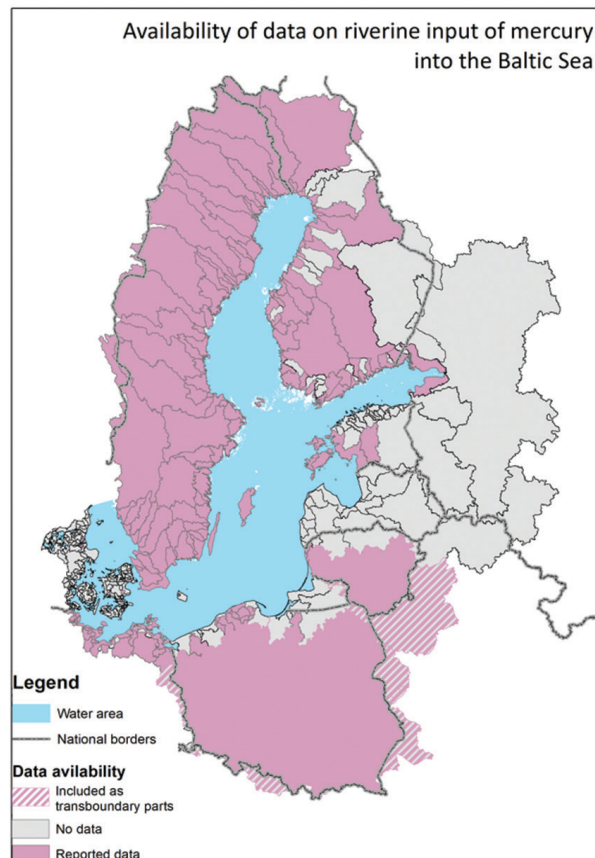 Availability of data on riverine input of mercury
into the Baltic Sea
Legend
Water area
National borders
Data avilability
Included as
transboundary parts
No data
Reported data